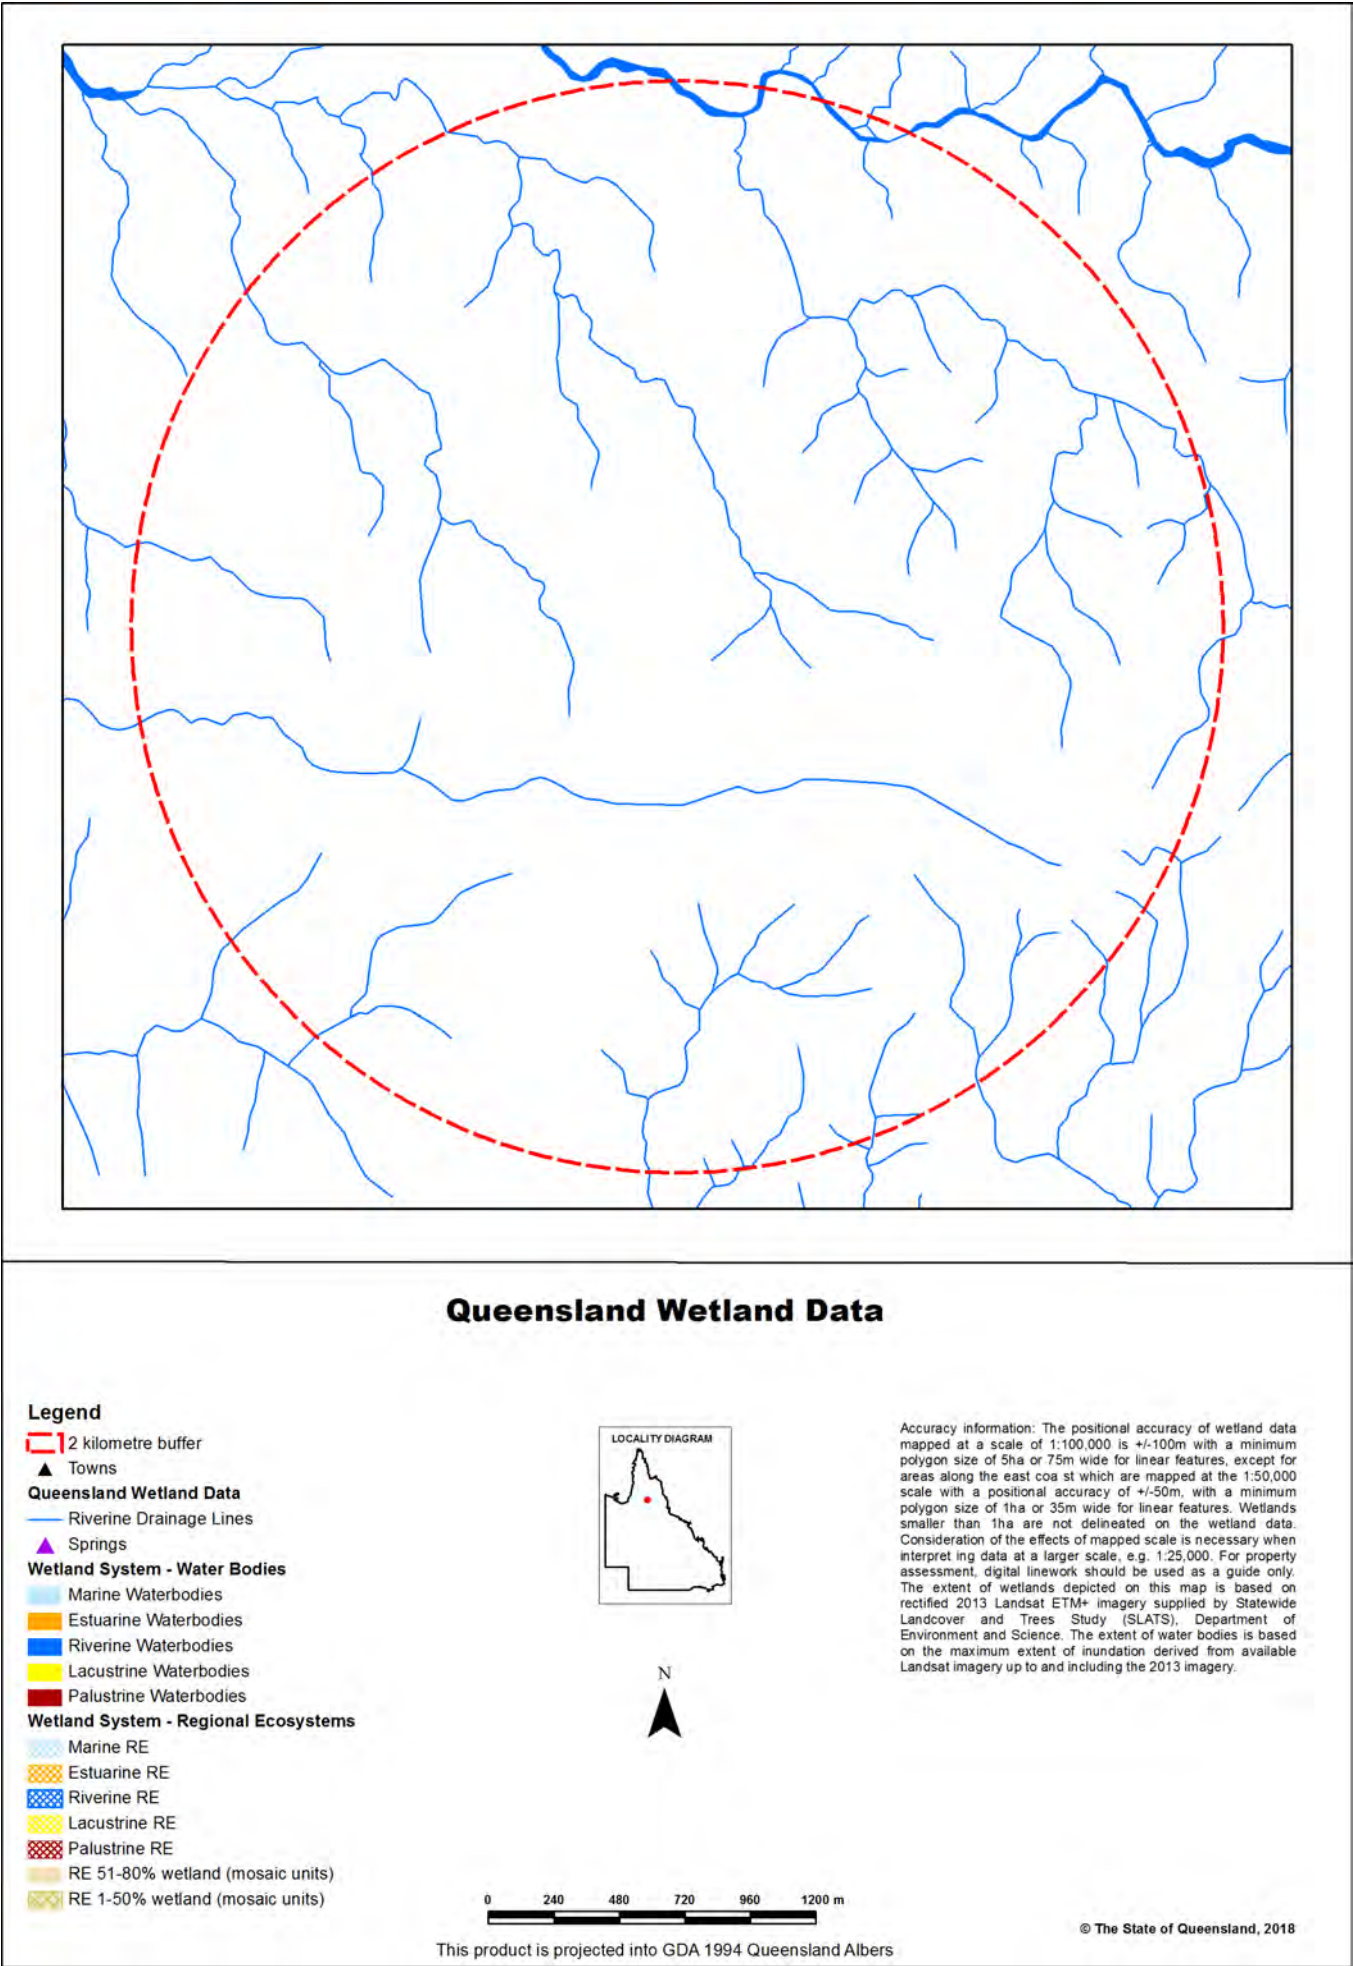 Queensland Wetland Data
Legend
2 kilometre buffer
Towns
Queensland Wetland Data
Riverine Drainage Lines
Springs
Wetland System - Water Bodies
Marine Waterbodies
Estuarine Waterbodies
Riverine Waterbodies
Lacustrine Waterbodies
Palustrine Waterbodies
Wetland System - Regional Ecosystems
Marine RE
Estuarine RE
Riverine RE
Lacustrine RE
Palustrine RE
RE 51-80% wetland (mosaic units)
RE 1-50% wetland (mosaic units)
LOCALITY DIAGRAM
N
0 240 480 720 960 1200 m
This product is projected into GDA 1994 Queensland Albers
Accuracy information: The positional accuracy of wetland data
mapped at a scale of 1:100,000 is +/-100m with a minimum
polygon size of 5ha or 75m wide for linear features, except for
areas along the east coa st which are mapped at the 1:50,000
scale with a positional accuracy of +/-50m, with a minimum
polygon size of 1ha or 35m wide for linear features. Wetlands
smaller than 1ha are not delineated on the wetland data.
Consideration of the effects of mapped scale is necessary when
interpret ing data at a larger scale, e.g. 1:25,000. For property
assessment, digital linework should be used as a guide only.
The extent of wetlands depicted on this map is based on
rectified 2013 Landsat ETM+ imagery supplied by Statewide
Landcover and Trees Study (SLATS), Department of
Environment and Science. The extent of water bodies is based
on the maximum extent of inundation derived from available
Landsat imagery up to and including the 2013 imagery.
© The State of Queensland, 2018